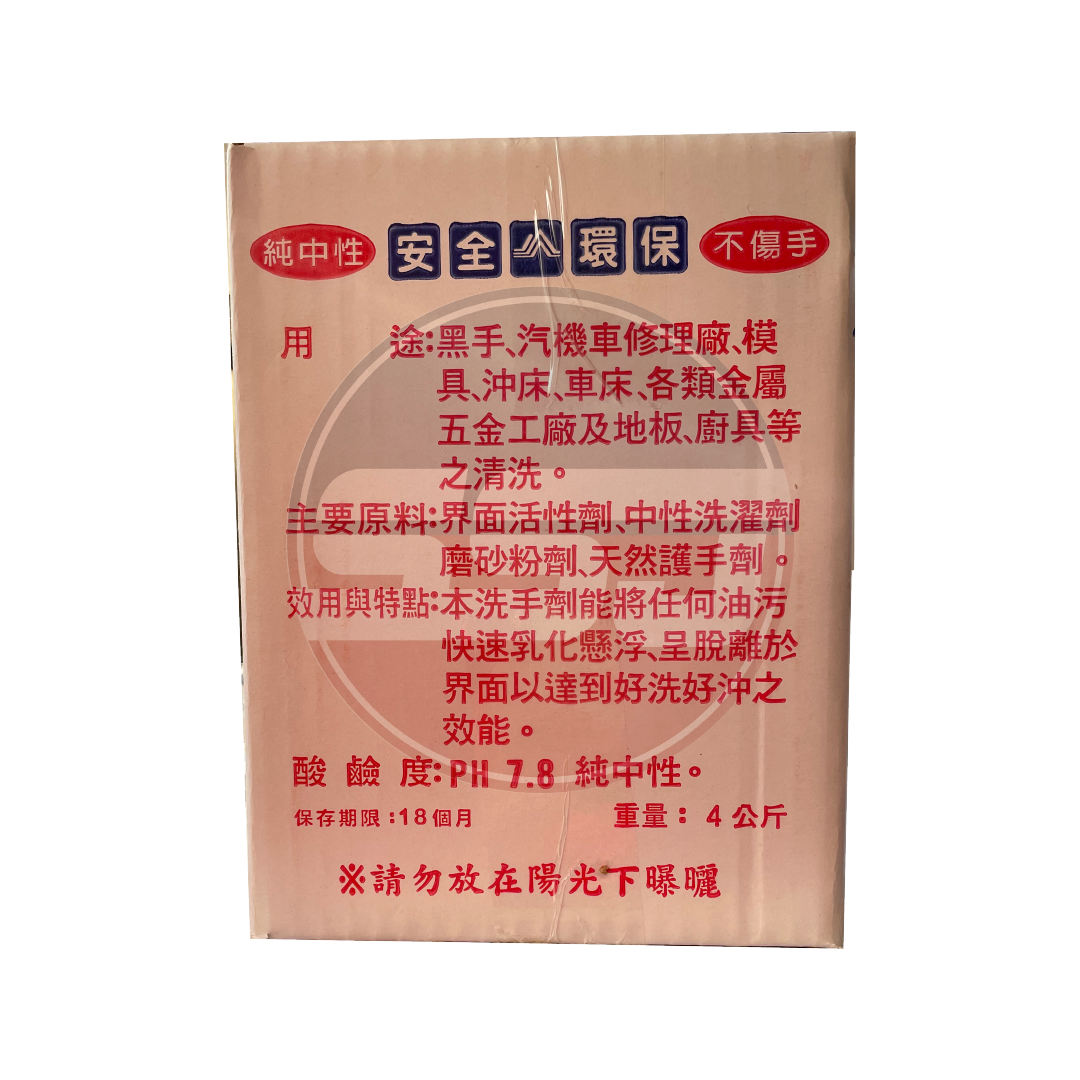 純中性 安全 環保 不傷手
用途:黑手、汽機車修理廠、模
具、沖床、車床、各類金屬
五金工廠及地板、廚具等
之清洗。
主要原料:界面活性劑、中性洗濯劑
磨砂粉劑、天然護手劑。
效用與特點:本洗手劑能將任何油污
快速乳化懸浮、呈脫離於
界面以達到好洗好沖之
效能。
酸鹼度:PH 7.8 純中性。
保存期限:18個月 重量:4公斤
※請勿放在陽光下曝曬